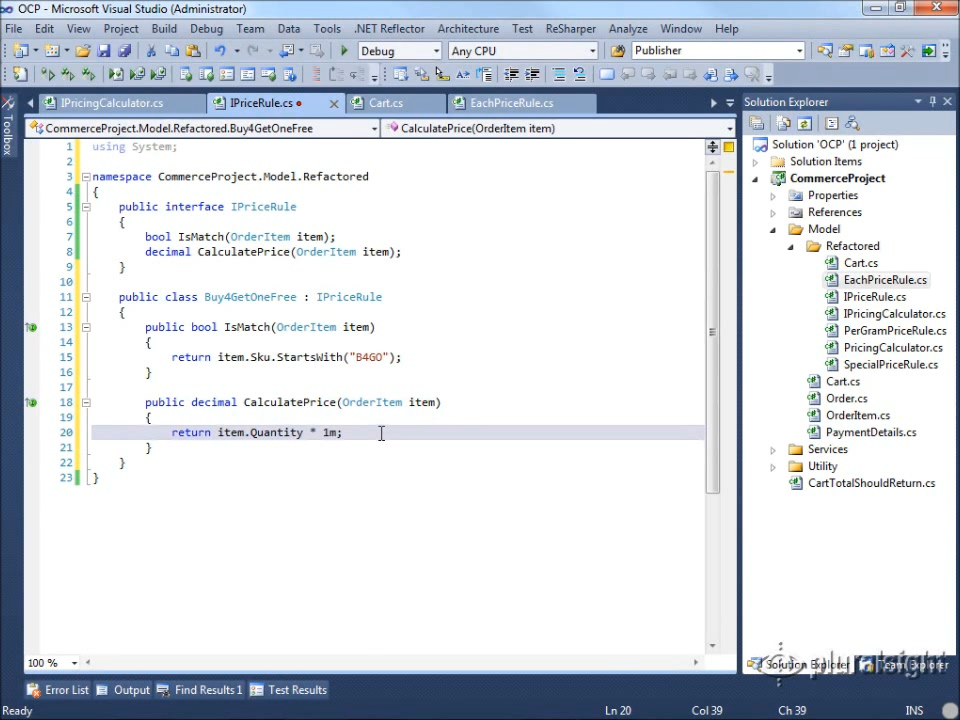 OCP - Microsoft Visual Studio (Administrator)
File Edit View Project Build Debug Team Data Tools .NET Reflector Architecture Test ReSharper Analyze Window Help
Debug Any CPU Publisher
Toolbox
IPricingCalculator.cs IPriceRule.cs Cart.cs EachPriceRule.cs
CommerceProject.Model.Refactored.Buy4GetOneFree CalculatePrice(OrderItem item)
1 using System;
2
3 namespace CommerceProject.Model.Refactored
4 {
5 public interface IPriceRule
6 {
7 bool IsMatch(OrderItem item);
8 decimal CalculatePrice(OrderItem item);
9 }
10
11 public class Buy4GetOneFree : IPriceRule
12 {
13 public bool IsMatch(OrderItem item)
14 {
15 return item.Sku.StartsWith("B4GO");
16 }
17
18 public decimal CalculatePrice(OrderItem item)
19 {
20 return item.Quantity * 1m;
21 }
22 }
23 }
100 %
Solution Explorer
Solution 'OCP' (1 project)
Solution Items
CommerceProject
Properties
References
Model
Refactored
Cart.cs
EachPriceRule.cs
IPriceRule.cs
IPricingCalculator.cs
PerGramPriceRule.cs
PricingCalculator.cs
SpecialPriceRule.cs
Cart.cs
Order.cs
OrderItem.cs
PaymentDetails.cs
Services
Utility
CartTotalShouldReturn.cs
Solution Explorer Team Explorer
pluralsight
Error List Output Find Results 1 Test Results
Ready Ln 20 Col 39 Ch 39 INS